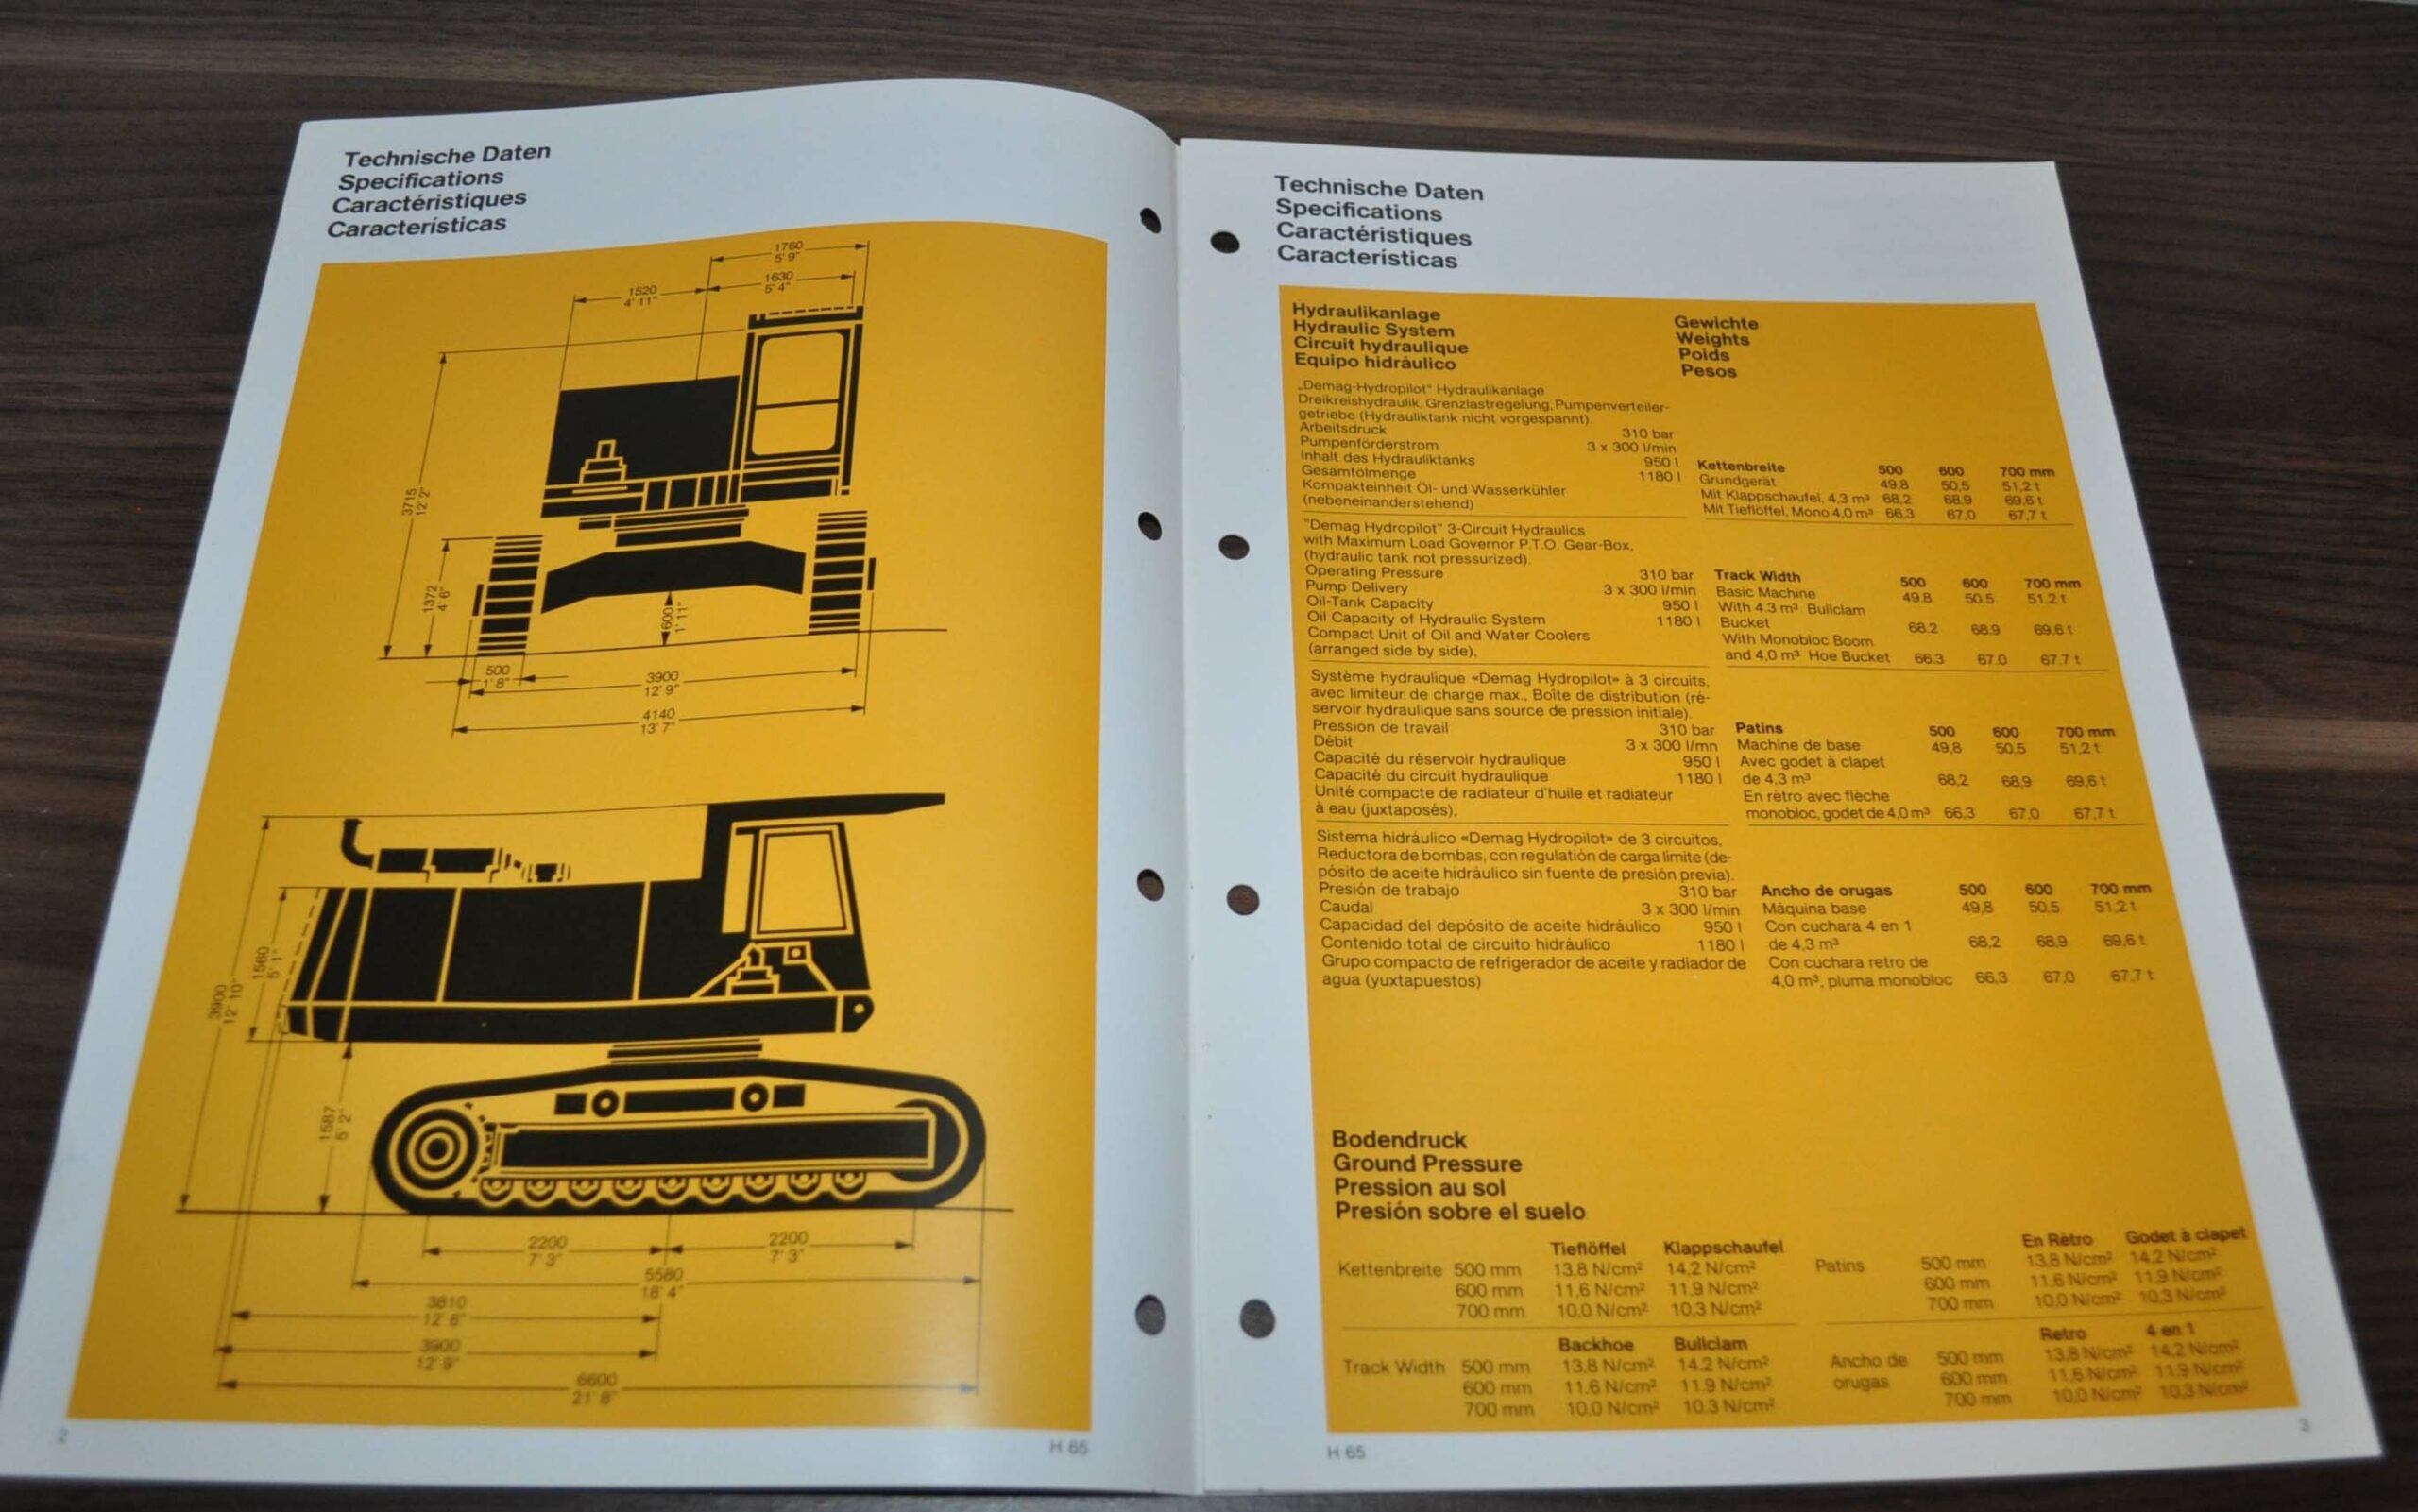 Technische Daten
Specifications
Caractéristiques
Características
1760
5' 9"
1630
5' 4"
1520
4' 11"
3715
12' 2"
1372
4' 6"
600
1' 11"
500
1' 8"
3900
12' 9"
4140
13' 7"
3900
12' 10"
1560
5' 1"
1587
5' 2"
2200
7' 3"
2200
7' 3"
5580
18' 4"
3810
12' 6"
3900
12' 9"
6600
21' 8"
2
H 65
Technische Daten
Specifications
Caractéristiques
Características
Hydraulikanlage
Hydraulic System
Circuit hydraulique
Equipo hidráulico
„Demag-Hydropilot" Hydraulikanlage
Dreikreishydraulik, Grenzlastregelung, Pumpenverteiler-
getriebe (Hydrauliktank nicht vorgespannt).
Arbeitsdruck 310 bar
Pumpenförderstrom 3 x 300 l/min
Inhalt des Hydrauliktanks 950 l
Gesamtölmenge 1180 l
Kompakteinheit Öl- und Wasserkühler
(nebeneinanderstehend)
"Demag Hydropilot" 3-Circuit Hydraulics
with Maximum Load Governor P.T.O. Gear-Box,
(hydraulic tank not pressurized).
Operating Pressure 310 bar
Pump Delivery 3 x 300 l/min
Oil-Tank Capacity 950 l
Oil Capacity of Hydraulic System 1180 l
Compact Unit of Oil and Water Coolers
(arranged side by side),
Système hydraulique «Demag Hydropilot» à 3 circuits,
avec limiteur de charge max., Boîte de distribution (ré-
servoir hydraulique sans source de pression initiale).
Pression de travail 310 bar
Débit 3 x 300 l/mn
Capacité du réservoir hydraulique 950 l
Capacité du circuit hydraulique 1180 l
Unité compacte de radiateur d'huile et radiateur
à eau (juxtaposés),
Sistema hidráulico «Demag Hydropilot» de 3 circuitos,
Reductora de bombas, con regulatión de carga límite (de-
pósito de aceite hidráulico sin fuente de presión previa).
Presión de trabajo 310 bar
Caudal 3 x 300 l/min
Capacidad del depósito de aceite hidráulico 950 l
Contenido total de circuito hidráulico 1180 l
Grupo compacto de refrigerador de aceite y radiador de
agua (yuxtapuestos)
Gewichte
Weights
Poids
Pesos
Kettenbreite 500 600 700 mm
Grundgerät 49,8 50,5 51,2 t
Mit Klappschaufel, 4,3 m³ 68,2 68,9 69,6 t
Mit Tieflöffel, Mono 4,0 m³ 66,3 67,0 67,7 t
Track Width 500 600 700 mm
Basic Machine 49.8 50.5 51.2 t
With 4.3 m³ Bullclam
Bucket 68.2 68.9 69.6 t
With Monobloc Boom
and 4,0 m³ Hoe Bucket 66.3 67.0 67.7 t
Patins 500 600 700 mm
Machine de base 49,8 50,5 51,2 t
Avec godet à clapet
de 4,3 m³ 68,2 68,9 69,6 t
En rétro avec flèche
monobloc, godet de 4,0 m³ 66,3 67,0 67,7 t
Ancho de orugas 500 600 700 mm
Máquina base 49,8 50,5 51,2 t
Con cuchara 4 en 1
de 4,3 m³ 68,2 68,9 69,6 t
Con cuchara retro de
4,0 m³, pluma monobloc 66,3 67,0 67,7 t
Bodendruck
Ground Pressure
Pression au sol
Presión sobre el suelo
Tieflöffel Klappschaufel
Kettenbreite 500 mm 13,8 N/cm² 14,2 N/cm²
600 mm 11,6 N/cm² 11,9 N/cm²
700 mm 10,0 N/cm² 10,3 N/cm²
Backhoe Bullclam
Track Width 500 mm 13.8 N/cm² 14.2 N/cm²
600 mm 11.6 N/cm² 11.9 N/cm²
700 mm 10.0 N/cm² 10.3 N/cm²
En Rétro Godet à clapet
Patins 500 mm 13,8 N/cm² 14,2 N/cm²
600 mm 11,6 N/cm² 11,9 N/cm²
700 mm 10,0 N/cm² 10,3 N/cm²
Retro 4 en 1
Ancho de 500 mm 13,8 N/cm² 14,2 N/cm²
orugas 600 mm 11,6 N/cm² 11,9 N/cm²
700 mm 10,0 N/cm² 10,3 N/cm²
H 65
3